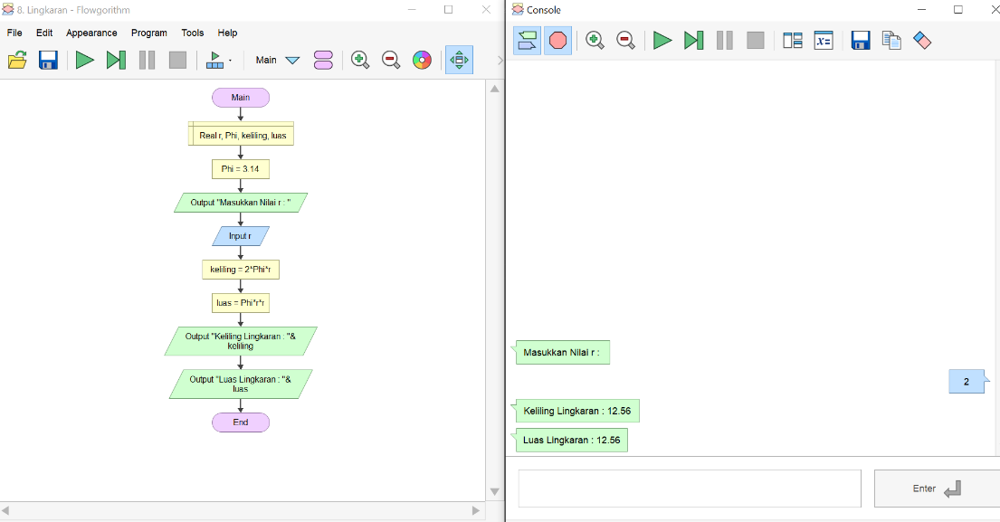 8. Lingkaran - Flowgorithm
File Edit Appearance Program Tools Help
Main
Main
Real r, Phi, keliling, luas
Phi = 3.14
Output "Masukkan Nilai r : "
Input r
keliling = 2*Phi*r
luas = Phi*r*r
Output "Keliling Lingkaran : "&
keliling
Output "Luas Lingkaran : "&
luas
End
Console
x=
Masukkan Nilai r :
2
Keliling Lingkaran : 12.56
Luas Lingkaran : 12.56
Enter